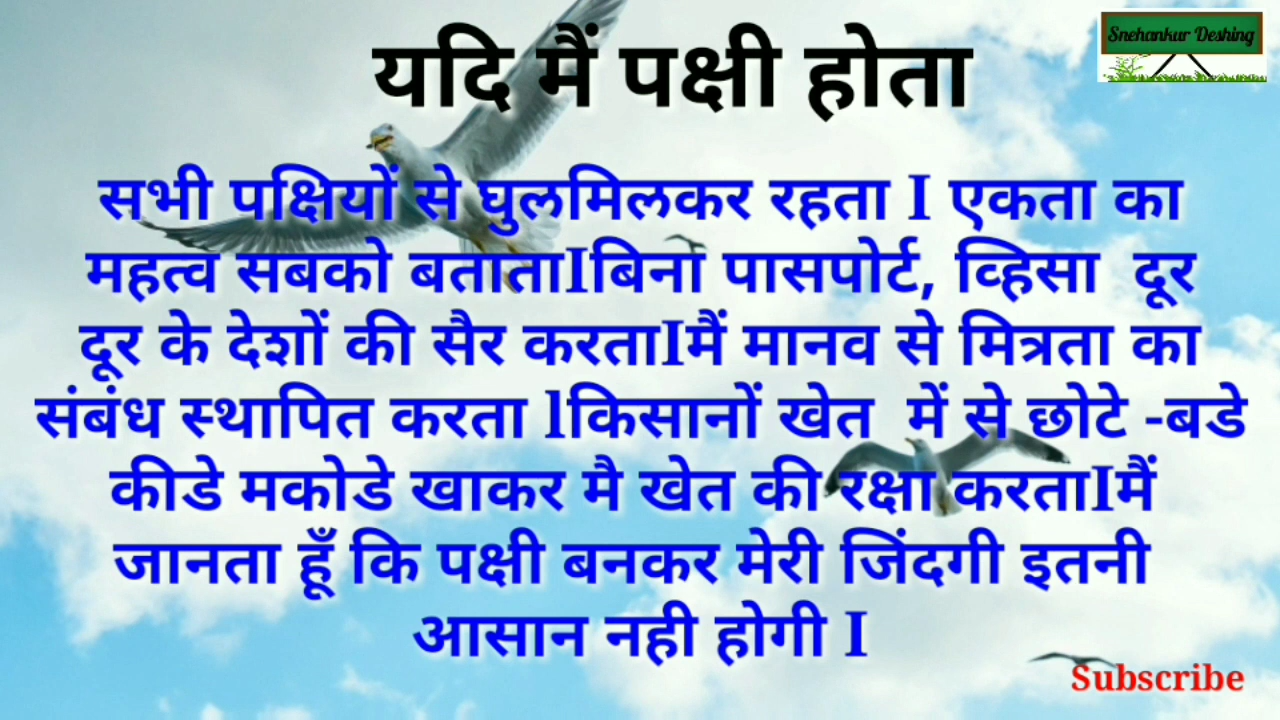 Snehankur Deshing
यदि मैं पक्षी होता
सभी पक्षियों से घुलमिलकर रहता I एकता का
महत्व सबको बताताIबिना पासपोर्ट, व्हिसा दूर
दूर के देशों की सैर करताIमैं मानव से मित्रता का
संबंध स्थापित करता lकिसानों खेत में से छोटे -बडे
कीडे मकोडे खाकर मै खेत की रक्षा करताIमैं
जानता हूँ कि पक्षी बनकर मेरी जिंदगी इतनी
आसान नही होगी I
Subscribe